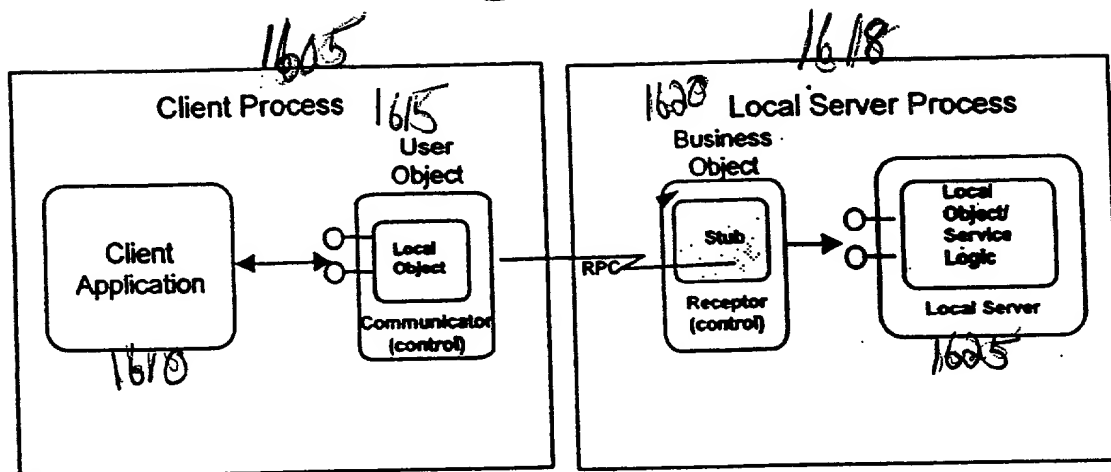 1605
1618
Client Process
1615
1620
Local Server Process
User
Object
Business
Object
Client
Application
Local
Object
Communicator
(control)
RPC
Stub
Receptor
(control)
Local
Object/
Service
Logic
Local Server
1610
1625